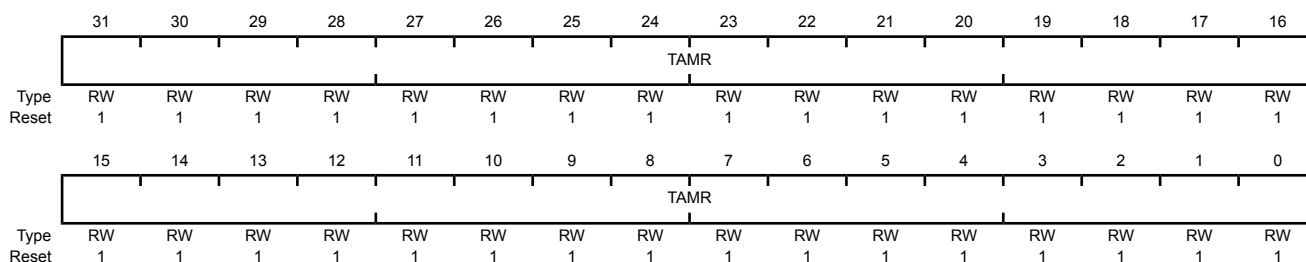 31 30 29 28 27 26 25 24 23 22 21 20 19 18 17 16
TAMR
Type RW RW RW RW RW RW RW RW RW RW RW RW RW RW RW RW
Reset 1 1 1 1 1 1 1 1 1 1 1 1 1 1 1 1
15 14 13 12 11 10 9 8 7 6 5 4 3 2 1 0
TAMR
Type RW RW RW RW RW RW RW RW RW RW RW RW RW RW RW RW
Reset 1 1 1 1 1 1 1 1 1 1 1 1 1 1 1 1